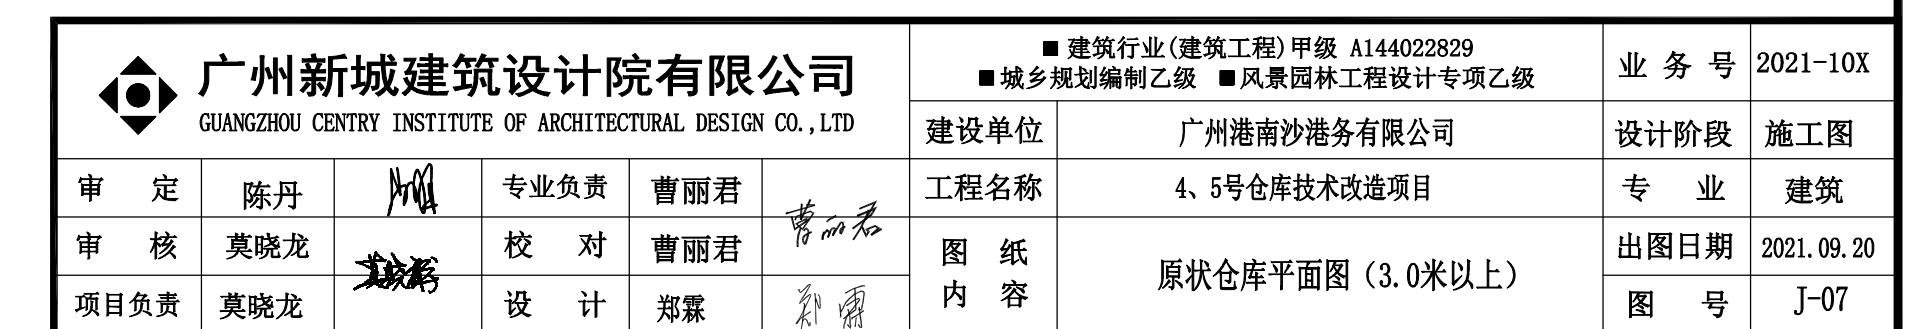 广州新城建筑设计院有限公司
GUANGZHOU CENTRY INSTITUTE OF ARCHITECTURAL DESIGN CO.,LTD
■ 建筑行业(建筑工程)甲级 A144022829
■城乡规划编制乙级 ■风景园林工程设计专项乙级
业务号 2021-10X
建设单位 广州港南沙港务有限公司 设计阶段 施工图
审定 陈丹 专业负责 曹丽君 曹丽君
工程名称 4、5号仓库技术改造项目 专业 建筑
审核 莫晓龙 莫晓龙 校对 曹丽君
图纸内容 原状仓库平面图（3.0米以上） 出图日期 2021.09.20
项目负责 莫晓龙 设计 郑霖 郑霖
图号 J-07